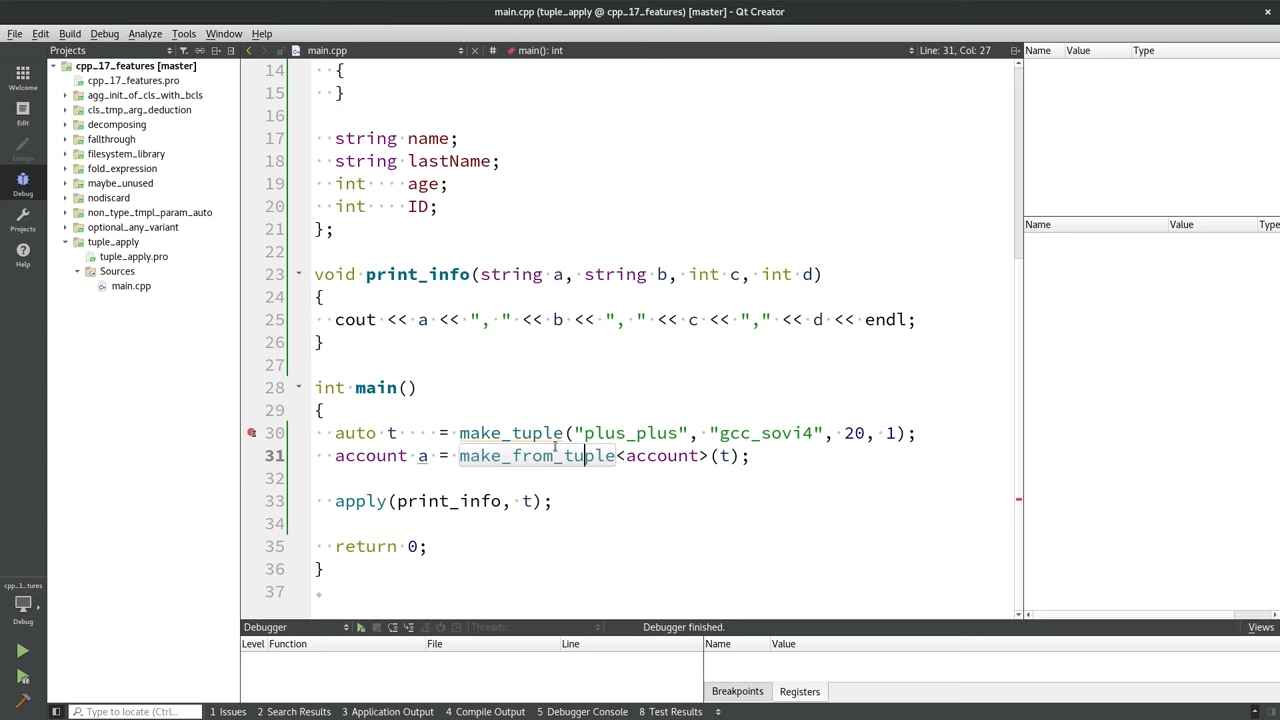 main.cpp (tuple_apply @ cpp_17_features) [master] - Qt Creator
File Edit Build Debug Analyze Tools Window Help
Projects main.cpp # main(): int Line: 31, Col: 27 Name Value Type
Welcome
Edit
Design
Debug
Projects
Help
cpp_1...tures
Debug
cpp_17_features [master]
cpp_17_features.pro
agg_init_of_cls_with_bcls
cls_tmp_arg_deduction
decomposing
fallthrough
filesystem_library
fold_expression
maybe_unused
nodiscard
non_type_tmpl_param_auto
optional_any_variant
tuple_apply
tuple_apply.pro
Sources
main.cpp
14 {
15 }
16
17 string name;
18 string lastName;
19 int age;
20 int ID;
21 };
22
23 void print_info(string a, string b, int c, int d)
24 {
25 cout << a << ", " << b << ", " << c << "," << d << endl;
26 }
27
28 int main()
29 {
30 auto t = make_tuple("plus_plus", "gcc_sovi4", 20, 1);
31 account a = make_from_tuple<account>(t);
32
33 apply(print_info, t);
34
35 return 0;
36 }
37
Name Value Type
Debugger Threads: Debugger finished. Views
Level Function File Line Name Value
Breakpoints Registers
Type to locate (Ctrl... 1 Issues 2 Search Results 3 Application Output 4 Compile Output 5 Debugger Console 8 Test Results